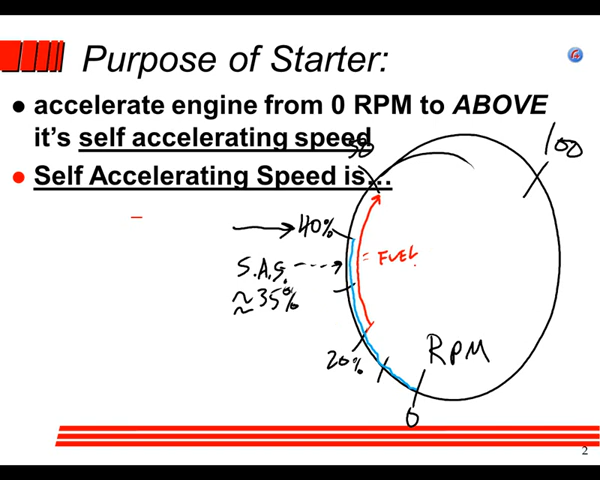 Purpose of Starter:
• accelerate engine from 0 RPM to ABOVE
it's self accelerating speed
• Self Accelerating Speed is...
100
40%
S.A.S.
= FUEL
≈35%
20%
RPM
0
2